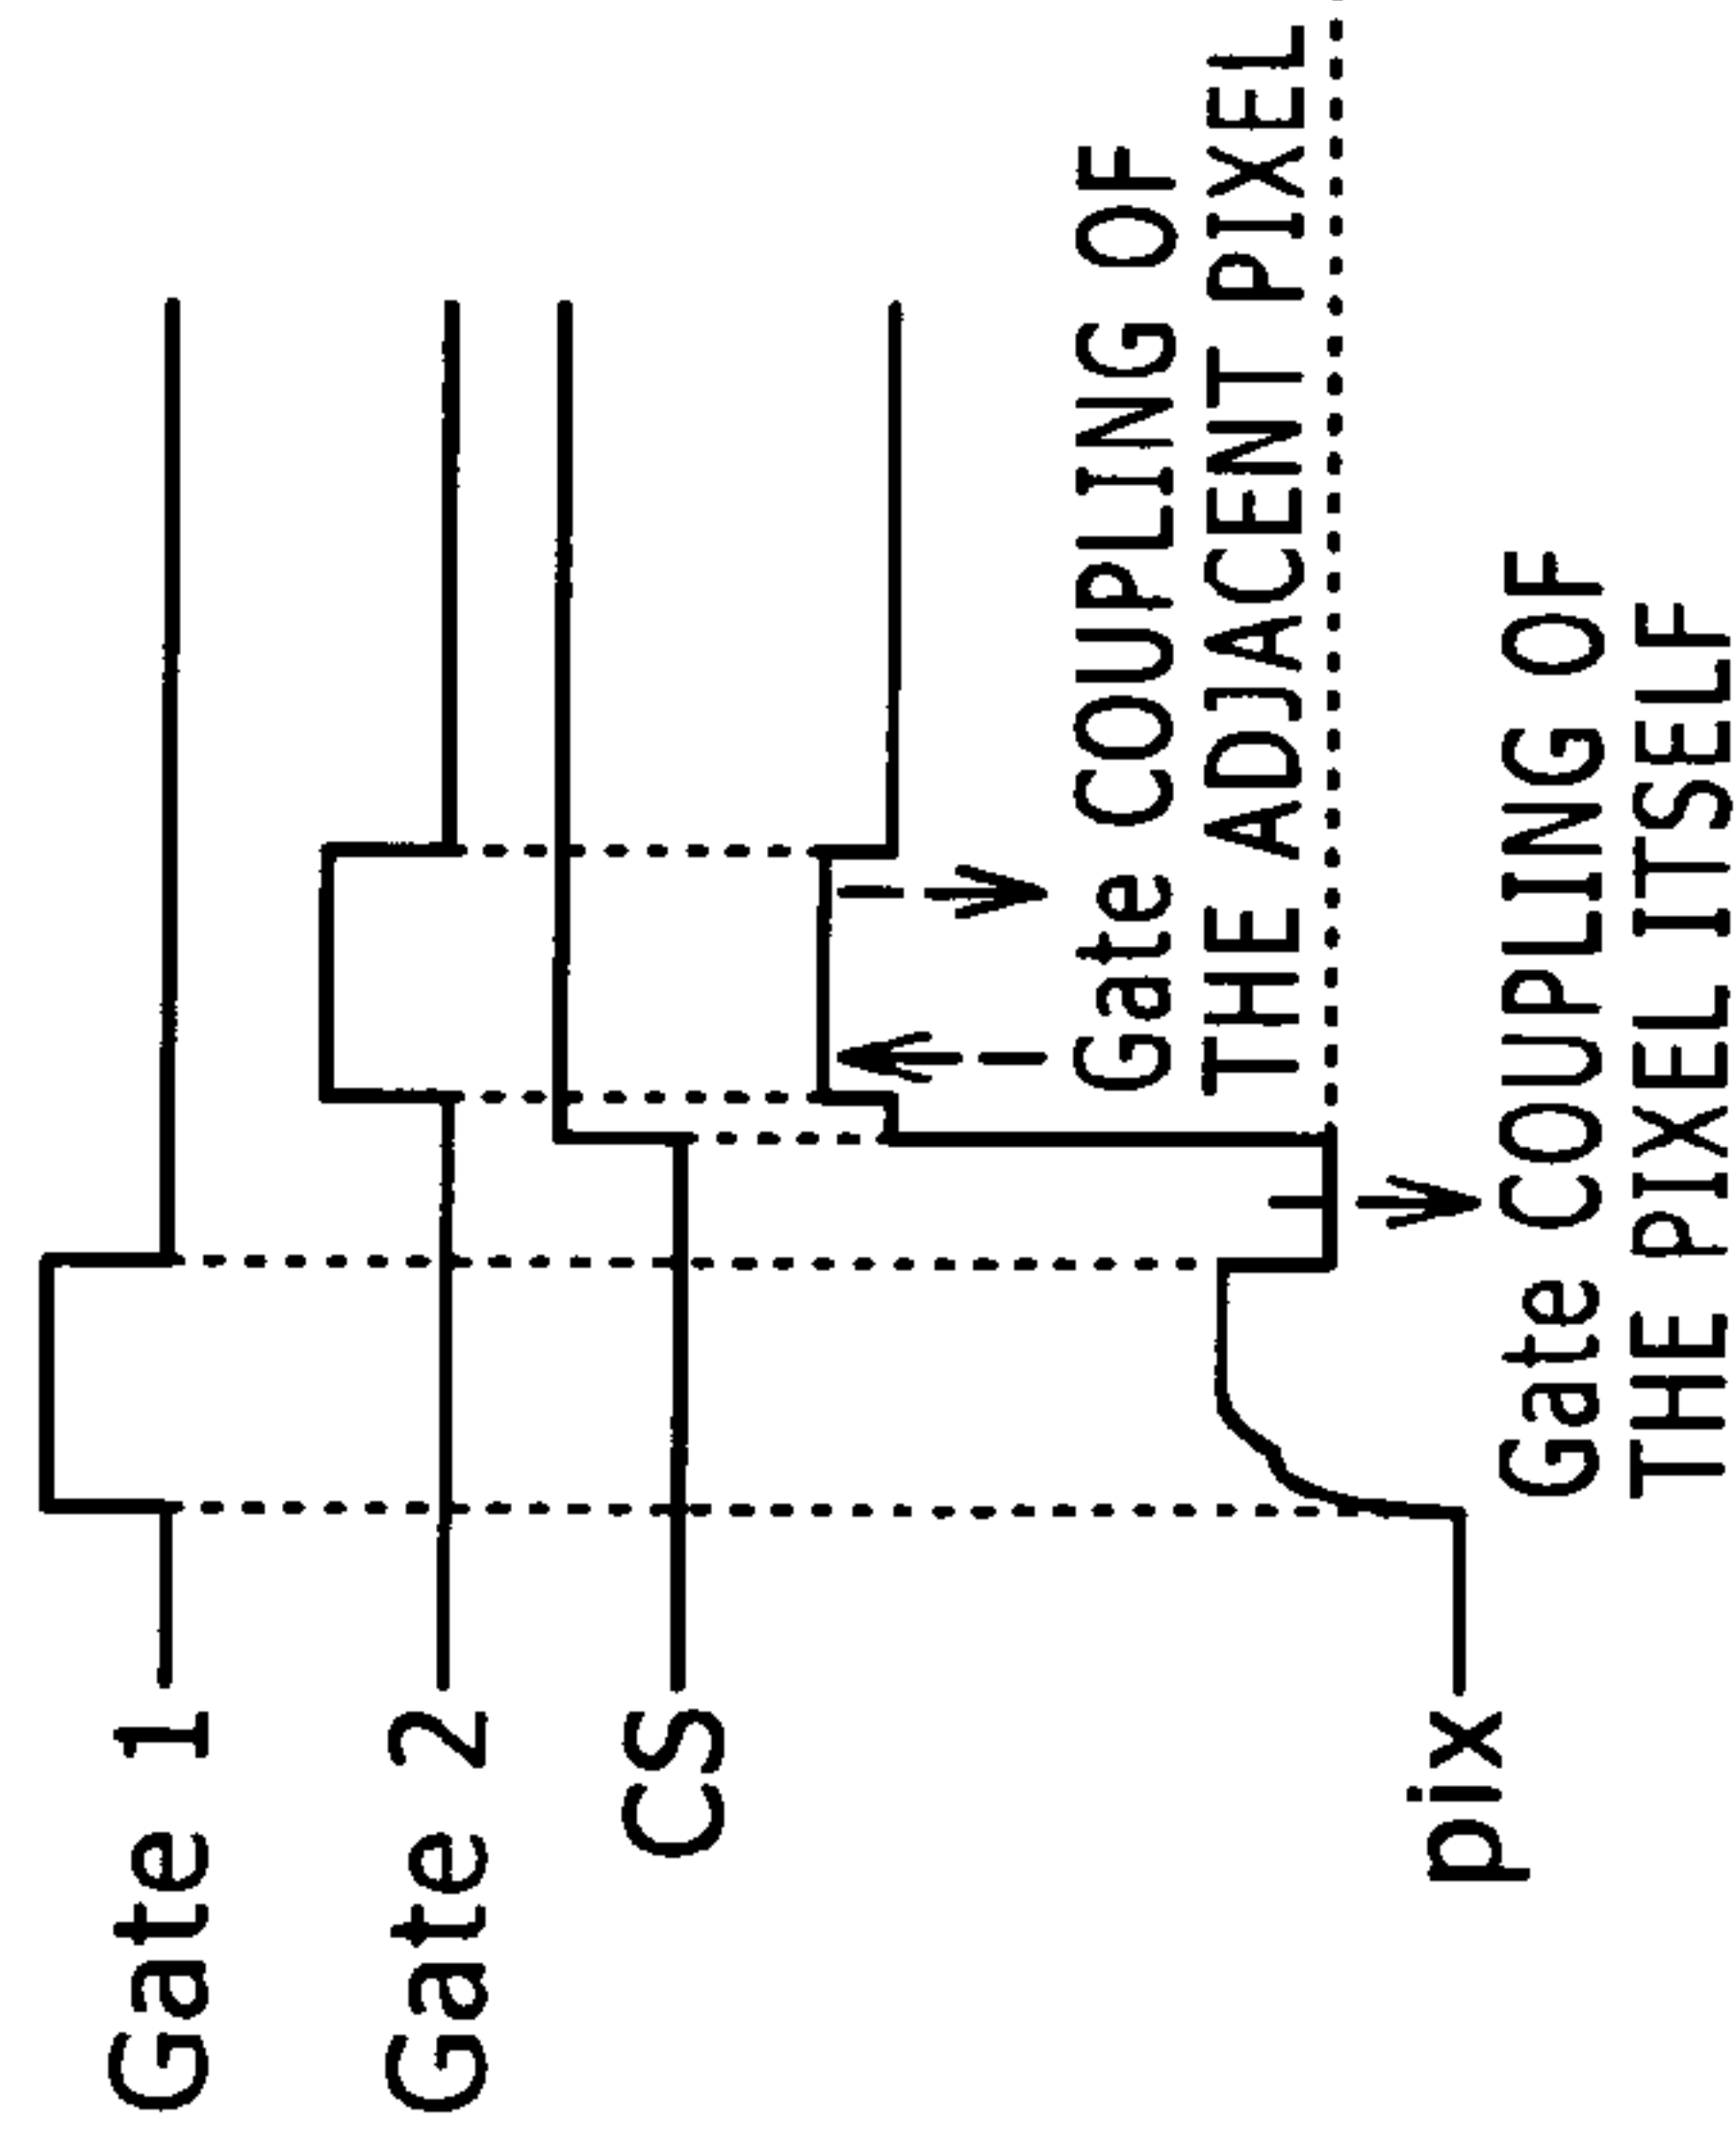 Gate 1
Gate 2
CS
pix
Gate COUPLING OF
THE ADJACENT PIXEL
Gate COUPLING OF
THE PIXEL ITSELF